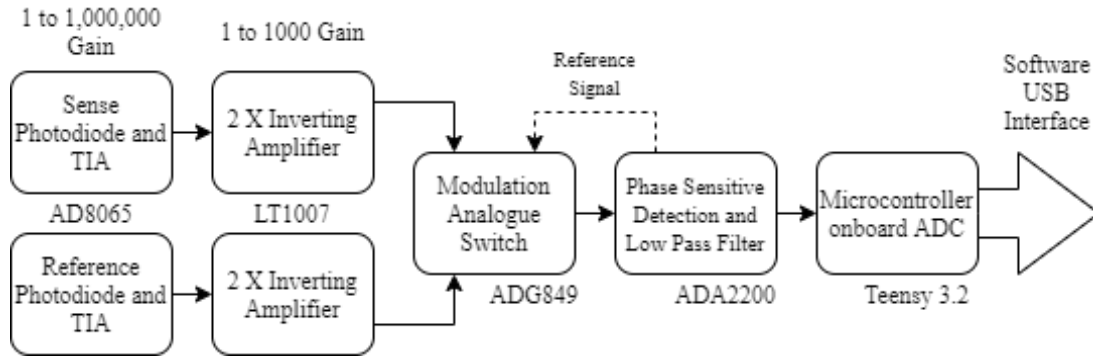 1 to 1,000,000
Gain
1 to 1000 Gain
Sense
Photodiode and
TIA
2 X Inverting
Amplifier
Reference
Signal
Software
USB
Interface
Modulation
Analogue
Switch
Phase Sensitive
Detection and
Low Pass Filter
Microcontroller
onboard ADC
AD8065
LT1007
Reference
Photodiode and
TIA
2 X Inverting
Amplifier
ADG849
ADA2200
Teensy 3.2